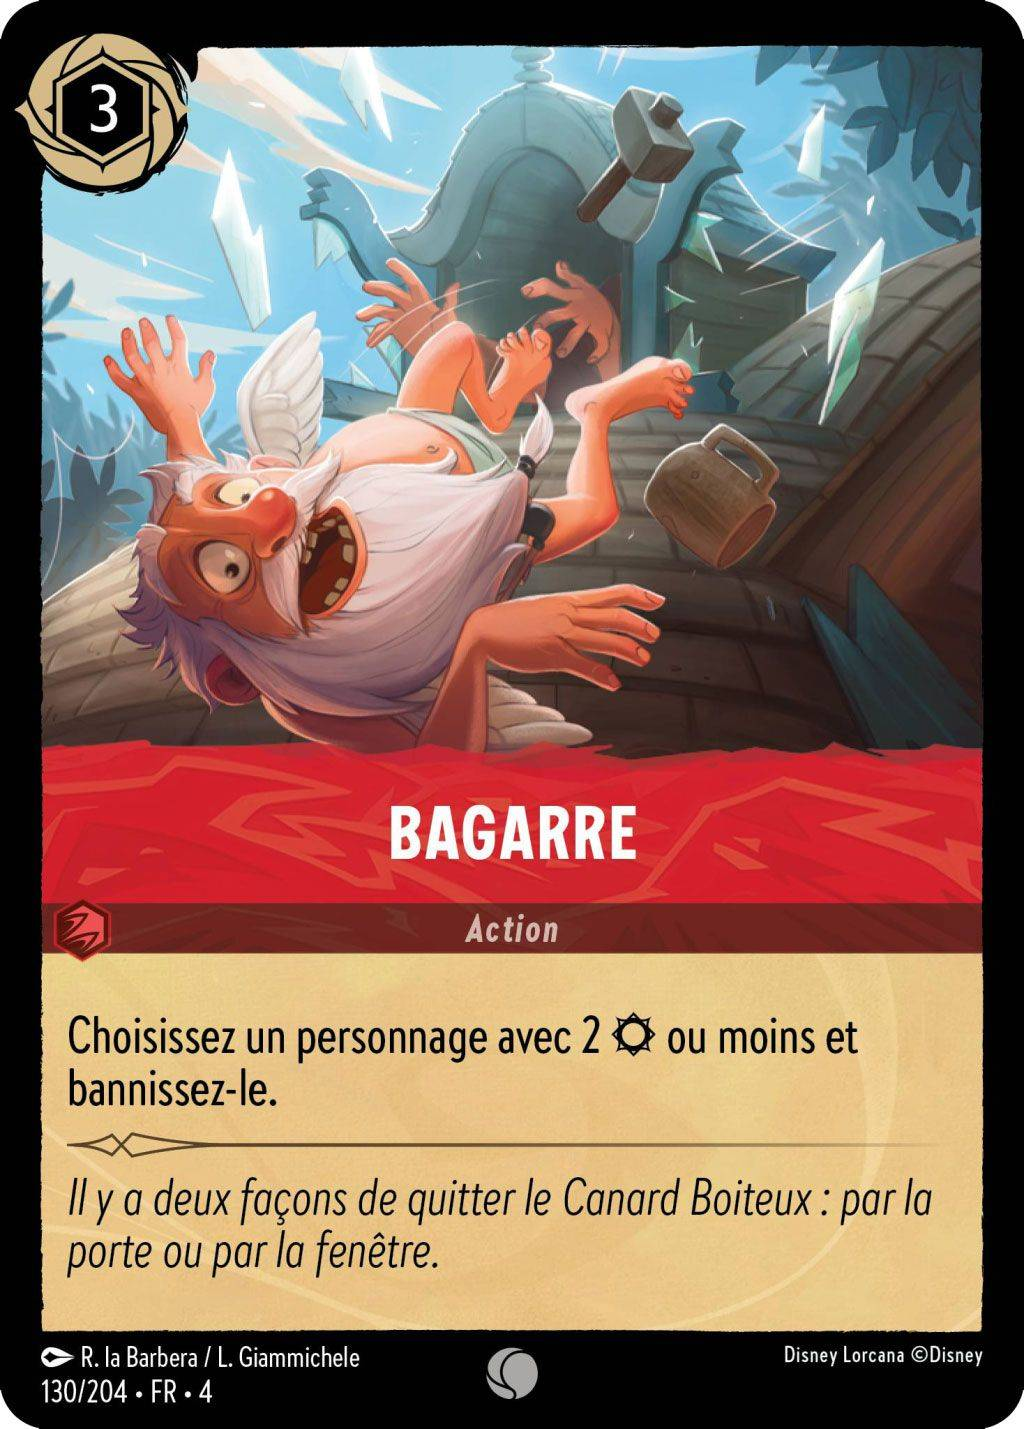 3
BAGARRE
Action
Choisissez un personnage avec 2 ou moins et
bannissez-le.
Il y a deux façons de quitter le Canard Boiteux : par la
porte ou par la fenêtre.
R. la Barbera / L. Giammichele
Disney Lorcana ©Disney
130/204 • FR • 4